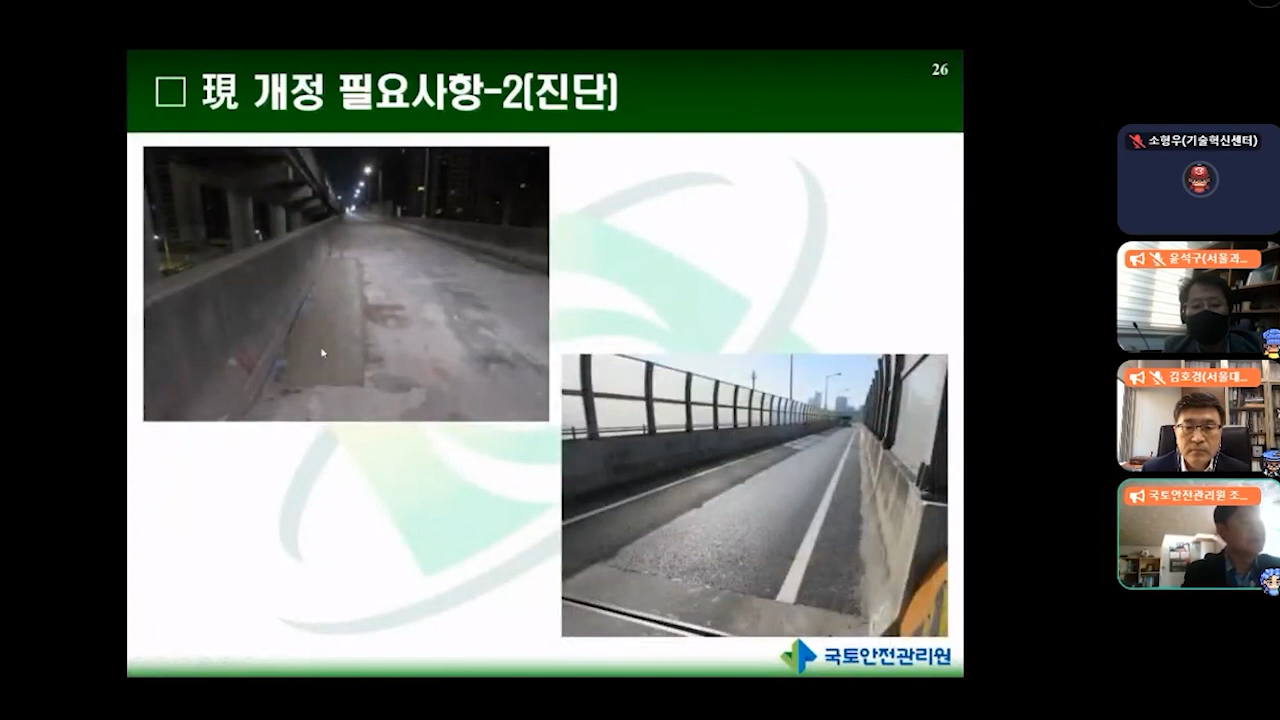 26
□ 現 개정 필요사항-2(진단)
국토안전관리원
소형우(기술혁신센터)
윤석구(서울과...
김호경(서울대...
국토안전관리원 조...